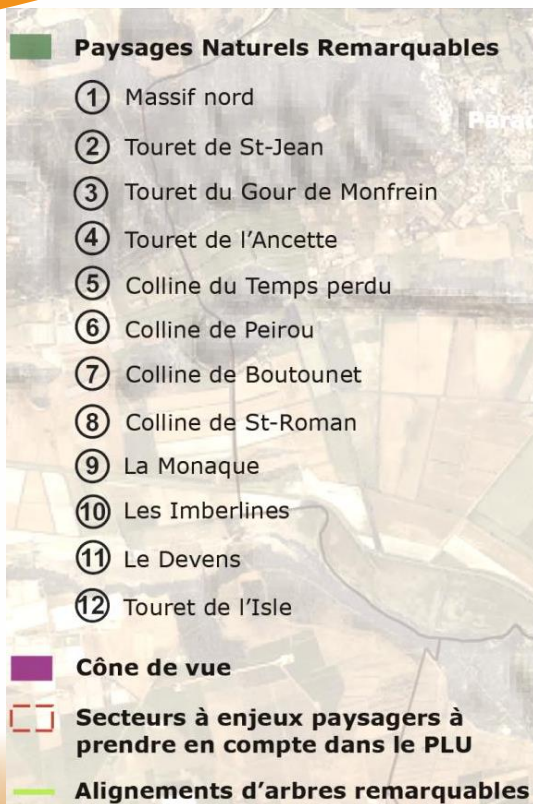 Paysages Naturels Remarquables
1 Massif nord
2 Touret de St-Jean
3 Touret du Gour de Monfrein
4 Touret de l'Ancette
5 Colline du Temps perdu
6 Colline de Peirou
7 Colline de Boutounet
8 Colline de St-Roman
9 La Monaque
10 Les Imberlines
11 Le Devens
12 Touret de l'Isle
Cône de vue
Secteurs à enjeux paysagers à
prendre en compte dans le PLU
Alignements d'arbres remarquables